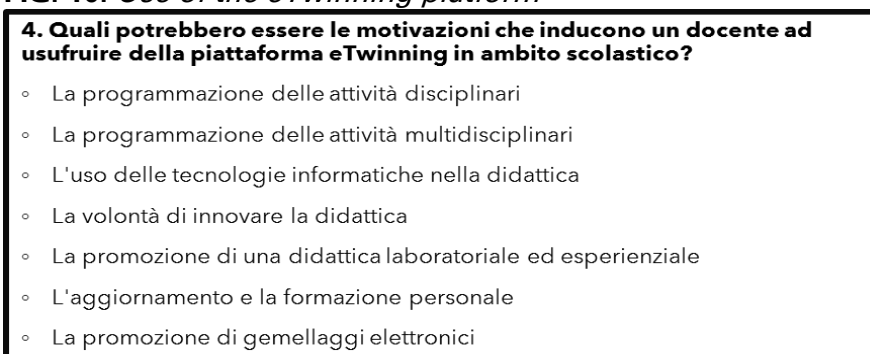 4. Quali potrebbero essere le motivazioni che inducono un docente ad
usufruire della piattaforma eTwinning in ambito scolastico?
◦ La programmazione delle attività disciplinari
◦ La programmazione delle attività multidisciplinari
◦ L'uso delle tecnologie informatiche nella didattica
◦ La volontà di innovare la didattica
◦ La promozione di una didattica laboratoriale ed esperienziale
◦ L'aggiornamento e la formazione personale
◦ La promozione di gemellaggi elettronici